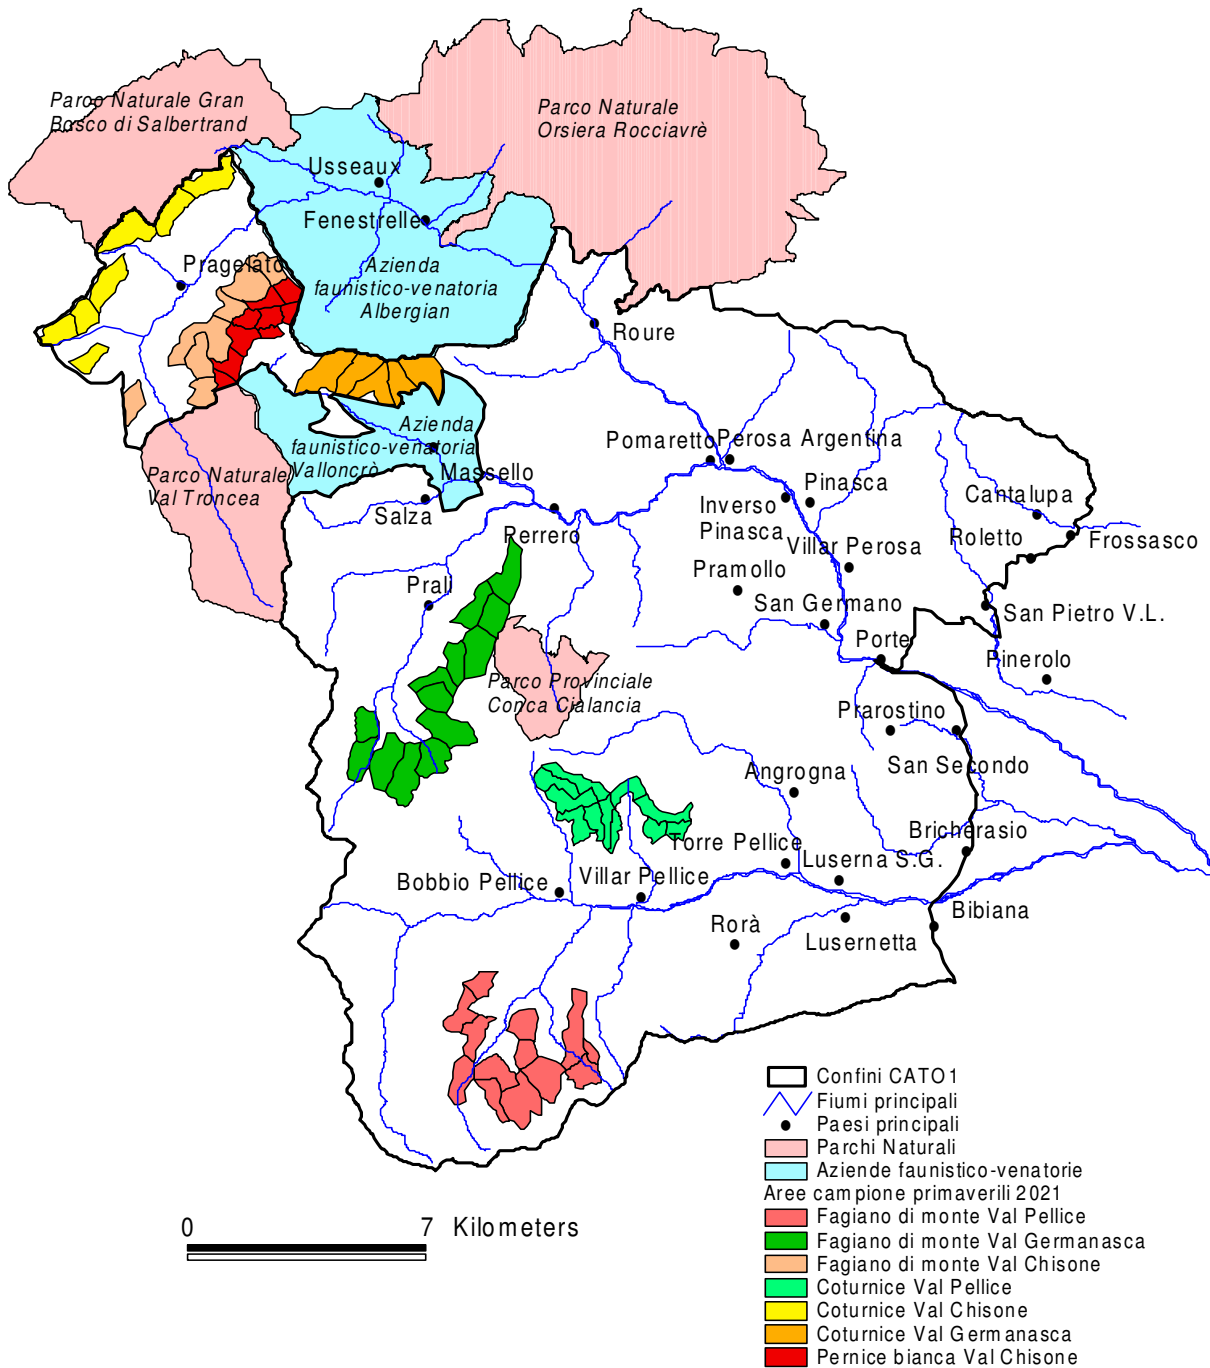 Parco Naturale Gran
Bosco di Salbertrand
Parco Naturale
Orsiera Rocciavrè
Usseaux
Fenestrelle
Pragelato
Azienda
faunistico-venatoria
Albergian
Roure
Azienda
faunistico-venatoria
Valloncrò
Massello
Parco Naturale
Val Troncea
Salza
Perrero
Pomaretto
Perosa Argentina
Inverso
Pinasca
Pinasca
Cantalupa
Roletto
Frossasco
Villar Perosa
Pramollo
Prali
San Germano
San Pietro V.L.
Porte
Pinerolo
Parco Provinciale
Conca Cialancia
Prarostino
San Secondo
Angrogna
Bricherasio
Torre Pellice
Luserna S.G.
Bobbio Pellice
Villar Pellice
Rorà
Lusernetta
Bibiana
Confini CATO1
Fiumi principali
Paesi principali
Parchi Naturali
Aziende faunistico-venatorie
Aree campione primaverili 2021
Fagiano di monte Val Pellice
Fagiano di monte Val Germanasca
Fagiano di monte Val Chisone
Coturnice Val Pellice
Coturnice Val Chisone
Coturnice Val Germanasca
Pernice bianca Val Chisone
0 7 Kilometers